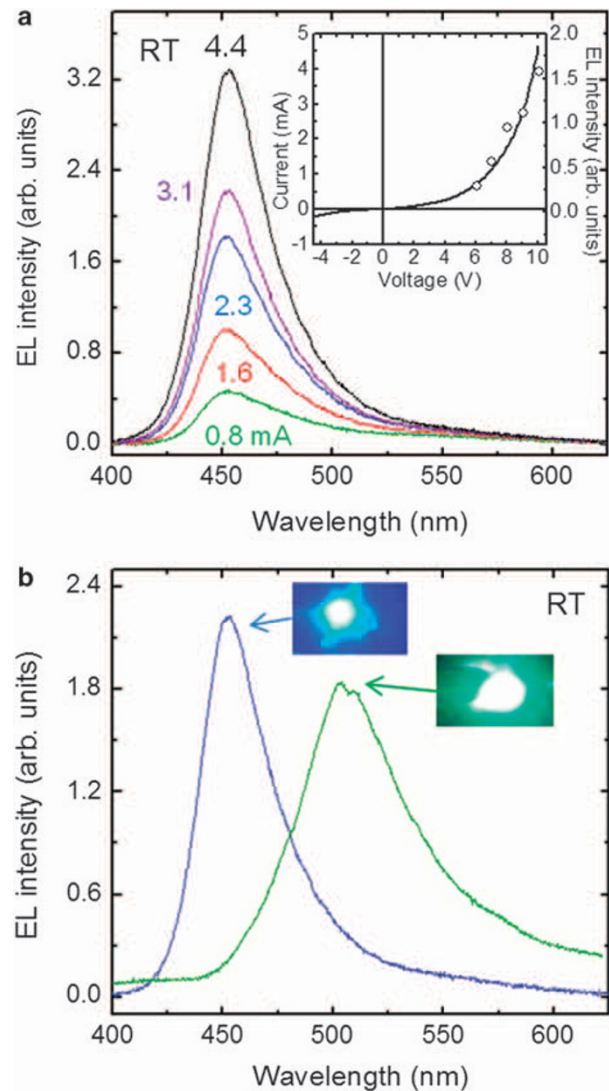 a
RT
4.4
3.1
2.3
1.6
0.8 mA
EL intensity (arb. units)
3.2
2.4
1.6
0.8
0.0
400 450 500 550 600
Wavelength (nm)
Current (mA)
5
4
3
2
1
0
-1
-4 -2 0 2 4 6 8 10
Voltage (V)
2.0
1.5
1.0
0.5
0.0
EL intensity (arb. units)
b
RT
EL intensity (arb. units)
2.4
1.8
1.2
0.6
0.0
400 450 500 550 600
Wavelength (nm)